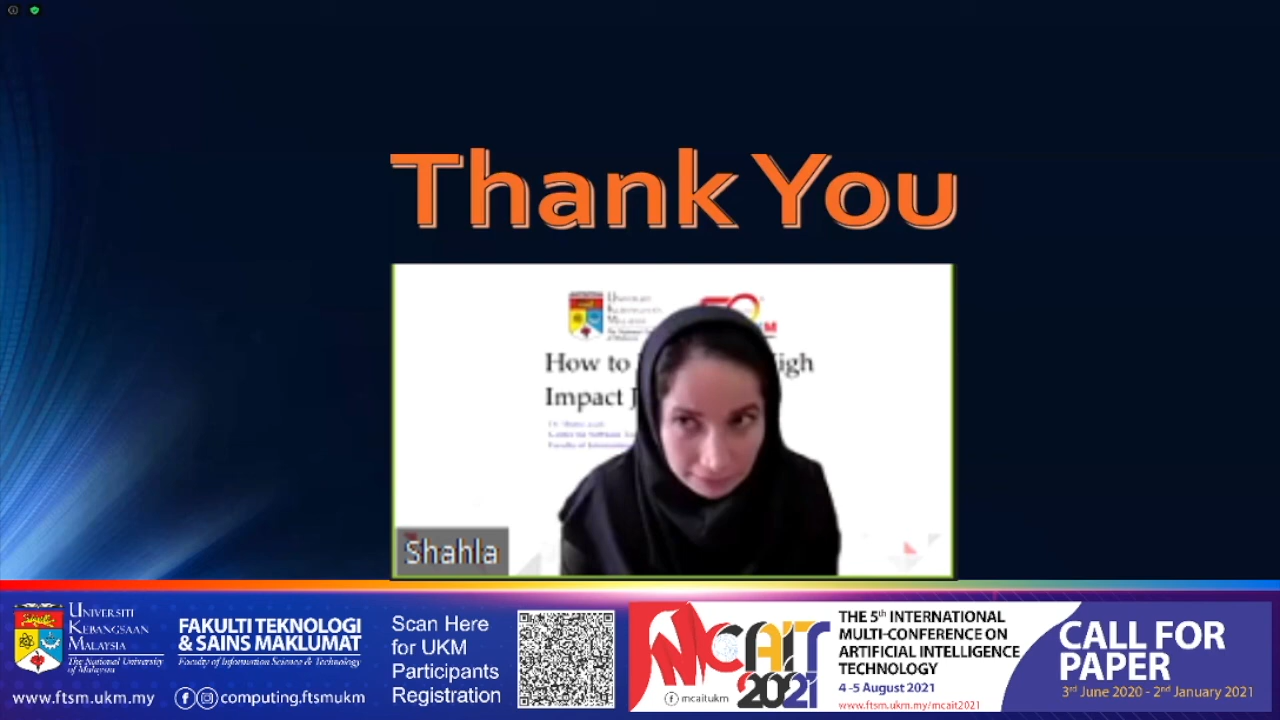 Thank You
How to
igh
Impact J
Shahla
UNIVERSITI
KEBANGSAAN
MALAYSIA
The National University
of Malaysia
www.ftsm.ukm.my
FAKULTI TEKNOLOGI
& SAINS MAKLUMAT
Faculty of Information Science & Technology
computing.ftsmukm
Scan Here
for UKM
Participants
Registration
MCAIT
2021
mcaitukm
THE 5th INTERNATIONAL
MULTI-CONFERENCE ON
ARTIFICIAL INTELLIGENCE
TECHNOLOGY
4 -5 August 2021
www.ftsm.ukm.my/mcait2021
CALL FOR
PAPER
3rd June 2020 - 2nd January 2021